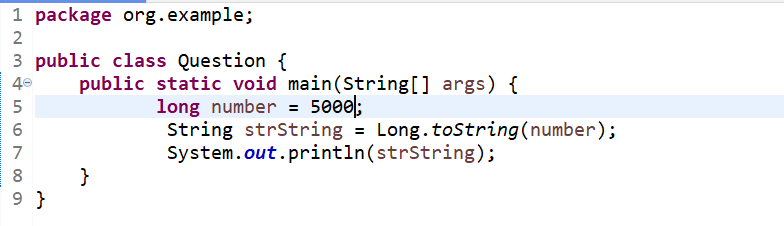 1 package org.example;
2
3 public class Question {
4 public static void main(String[] args) {
5 long number = 5000;
6 String strString = Long.toString(number);
7 System.out.println(strString);
8 }
9 }